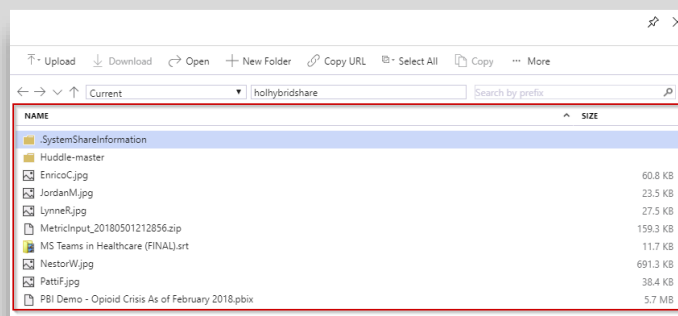 Upload Download Open New Folder Copy URL Select All Copy ... More
Current holhybridshare Search by prefix
NAME SIZE
.SystemShareInformation
Huddle-master
EnricoC.jpg 60.8 KB
JordanM.jpg 23.5 KB
LynneR.jpg 27.5 KB
MetricInput_20180501212856.zip 159.3 KB
MS Teams in Healthcare (FINAL).srt 11.7 KB
NestorW.jpg 691.3 KB
PattiF.jpg 38.4 KB
PBI Demo - Opioid Crisis As of February 2018.pbix 5.7 MB